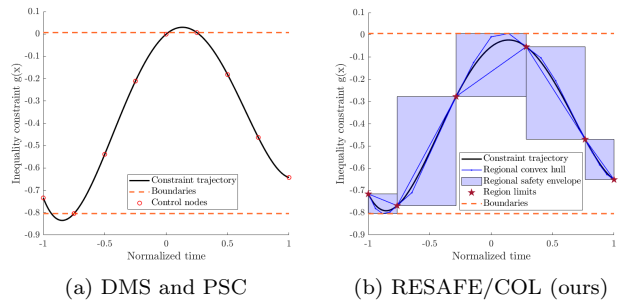 0.1
0
-0.1
-0.2
-0.3
-0.4
-0.5
-0.6
-0.7
-0.8
-0.9
Inequality constraint g(x)
Constraint trajectory
Boundaries
Control nodes
-1 -0.5 0 0.5 1
Normalized time
(a) DMS and PSC
0.1
0
-0.1
-0.2
-0.3
-0.4
-0.5
-0.6
-0.7
-0.8
-0.9
Inequality constraint g(x)
Constraint trajectory
Regional convex hull
Regional safety envelope
Region limits
Boundaries
-1 -0.5 0 0.5 1
Normalized time
(b) RESAFE/COL (ours)